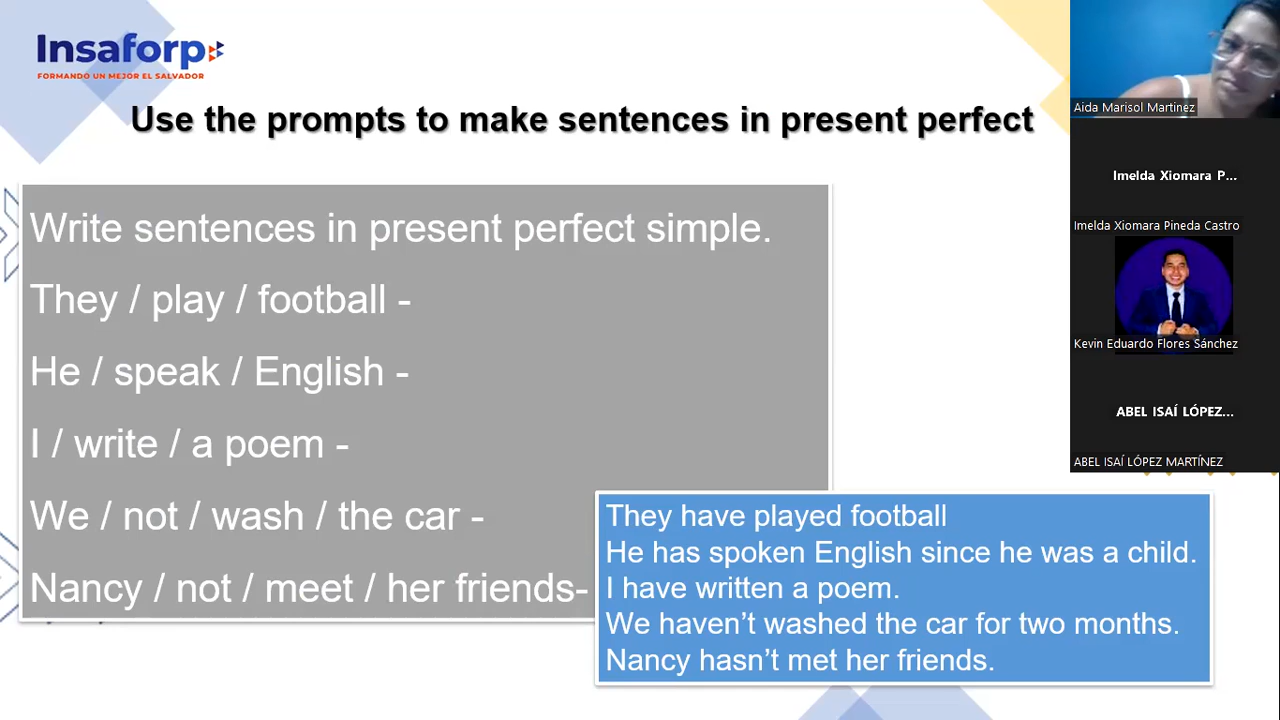 Insaforp
FORMANDO UN MEJOR EL SALVADOR
Use the prompts to make sentences in present perfect
Write sentences in present perfect simple.
They / play / football -
He / speak / English -
I / write / a poem -
We / not / wash / the car -
Nancy / not / meet / her friends-
They have played football
He has spoken English since he was a child.
I have written a poem.
We haven’t washed the car for two months.
Nancy hasn’t met her friends.
Aida Marisol Martinez
Imelda Xiomara P...
Imelda Xiomara Pineda Castro
Kevin Eduardo Flores Sánchez
ABEL ISAÍ LÓPEZ...
ABEL ISAÍ LÓPEZ MARTÍNEZ